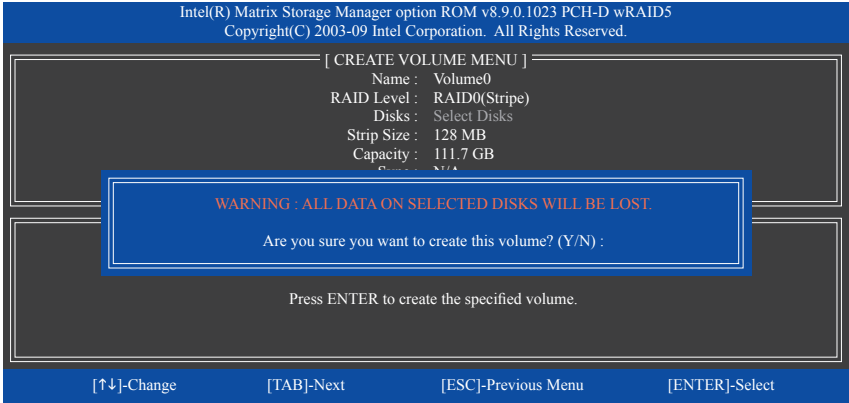 Intel(R) Matrix Storage Manager option ROM v8.9.0.1023 PCH-D wRAID5
Copyright(C) 2003-09 Intel Corporation. All Rights Reserved.
[ CREATE VOLUME MENU ]
Name : Volume0
RAID Level : RAID0(Stripe)
Disks : Select Disks
Strip Size : 128 MB
Capacity : 111.7 GB
Sync : N/A
WARNING : ALL DATA ON SELECTED DISKS WILL BE LOST.
Are you sure you want to create this volume? (Y/N) :
Press ENTER to create the specified volume.
[↑↓]-Change [TAB]-Next [ESC]-Previous Menu [ENTER]-Select